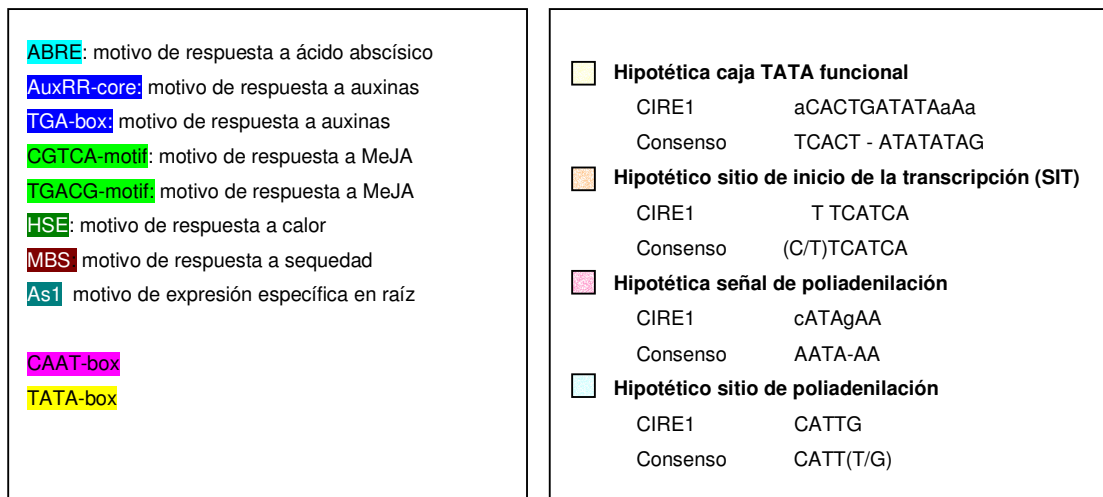 ABRE: motivo de respuesta a ácido abscísico
AuxRR-core: motivo de respuesta a auxinas
TGA-box: motivo de respuesta a auxinas
CGTCA-motif: motivo de respuesta a MeJA
TGACG-motif: motivo de respuesta a MeJA
HSE: motivo de respuesta a calor
MBS: motivo de respuesta a sequedad
As1 motivo de expresión específica en raíz
CAAT-box
TATA-box
Hipotética caja TATA funcional
CIRE1 aCACTGATATAaAa
Consenso TCACT - ATATATAG
Hipotético sitio de inicio de la transcripción (SIT)
CIRE1 T TCATCA
Consenso (C/T)TCATCA
Hipotética señal de poliadenilación
CIRE1 cATAgAA
Consenso AATA-AA
Hipotético sitio de poliadenilación
CIRE1 CATTG
Consenso CATT(T/G)